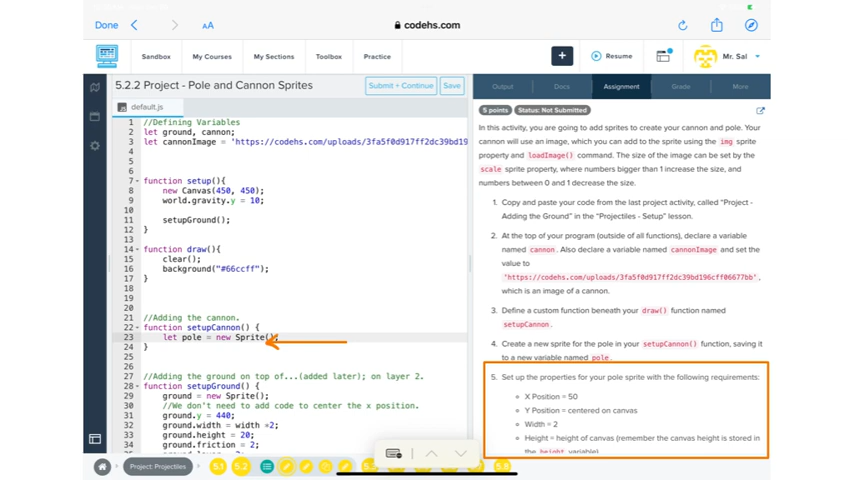 Done
AA
codehs.com
Sandbox
My Courses
My Sections
Toolbox
Practice
+
Resume
Mr. Sal
5.2.2 Project - Pole and Cannon Sprites
Submit + Continue
Save
Output
Docs
Assignment
Grade
More
default.js
1 //Defining Variables
2 let ground, cannon;
3 let cannonImage = 'https://codehs.com/uploads/3fa5f0d917ff2dc39bd19
4
5
6
7 function setup(){
8 new Canvas(450, 450);
9 world.gravity.y = 10;
10
11 setupGround();
12 }
13
14 function draw(){
15 clear();
16 background("#66ccff");
17 }
18
19
20
21 //Adding the cannon.
22 function setupCannon() {
23 let pole = new Sprite();
24 }
25
26
27 //Adding the ground on top of...(added later); on layer 2.
28 function setupGround() {
29 ground = new Sprite();
30 //We don't need to add code to center the x position.
31 ground.y = 440;
32 ground.width = width *2;
33 ground.height = 20;
34 ground.friction = 2;
5 points
Status: Not Submitted
In this activity, you are going to add sprites to create your cannon and pole. Your
cannon will use an image, which you can add to the sprite using the img sprite
property and loadImage() command. The size of the image can be set by the
scale sprite property, where numbers bigger than 1 increase the size, and
numbers between 0 and 1 decrease the size.
1. Copy and paste your code from the last project activity, called "Project -
Adding the Ground" in the "Projectiles - Setup" lesson.
2. At the top of your program (outside of all functions), declare a variable
named cannon. Also declare a variable named cannonImage and set the
value to
"https://codehs.com/uploads/3fa5f0d917ff2dc39bd196cff06677bb",
which is an image of a cannon.
3. Define a custom function beneath your draw() function named
setupCannon.
4. Create a new sprite for the pole in your setupCannon() function, saving it
to a new variable named pole.
5. Set up the properties for your pole sprite with the following requirements:
X Position = 50
Y Position = centered on canvas
Width = 2
Height = height of canvas (remember the canvas height is stored in
the height variable)
Project: Projectiles
5.1
5.2